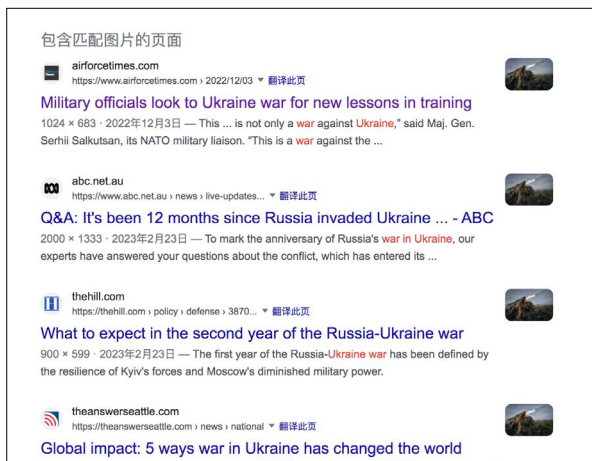 包含匹配图片的页面
airforcetimes.com
https://www.airforcetimes.com › 2022/12/03 ▼ 翻译此页
Military officials look to Ukraine war for new lessons in training
1024 × 683 · 2022年12月3日 — This ... is not only a war against Ukraine,” said Maj. Gen.
Serhii Salkutsan, its NATO military liaison. “This is a war against the ...
abc.net.au
https://www.abc.net.au › news › live-updates... ▼ 翻译此页
Q&A: It's been 12 months since Russia invaded Ukraine ... - ABC
2000 × 1333 · 2023年2月23日 — To mark the anniversary of Russia's war in Ukraine, our
experts have answered your questions about the conflict, which has entered its ...
thehill.com
https://thehill.com › policy › defense › 3870... ▼ 翻译此页
What to expect in the second year of the Russia-Ukraine war
900 × 599 · 2023年2月23日 — The first year of the Russia-Ukraine war has been defined by
the resilience of Kyiv's forces and Moscow's diminished military power.
theanswerseattle.com
https://theanswerseattle.com › news › national ▼ 翻译此页
Global impact: 5 ways war in Ukraine has changed the world